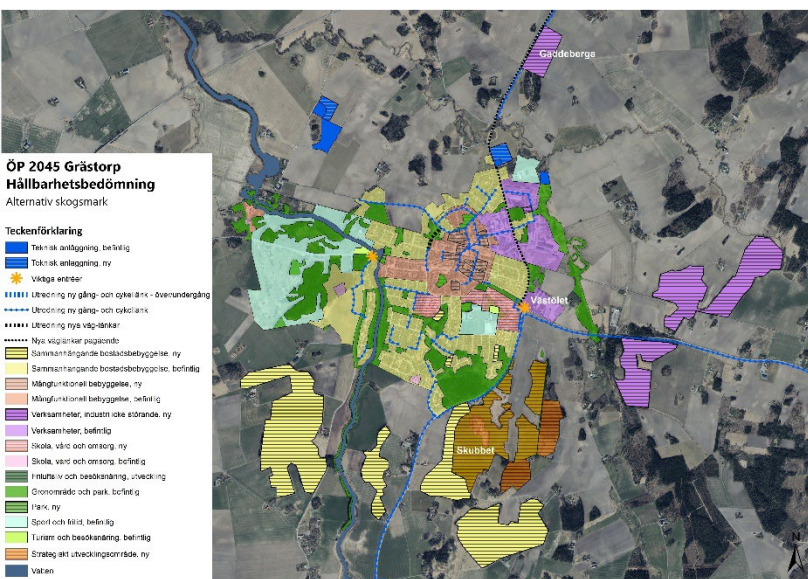 Gäddeberga
ÖP 2045 Grästorp
Hållbarhetsbedömning
Alternativ skogsmark
Teckenförklaring
Teknisk anläggning, befintlig
Teknisk anläggning, ny
Viktiga entréer
Utredning ny gång- och cykellänk - över/undergång
Utredning ny gång- och cykellänk
Utredning nya väg-länkar
Nya väglänkar pågående
Sammanhängande bostadsbebyggelse, ny
Sammanhängande bostadsbebyggelse, befintlig
Mångfunktionell bebyggelse, ny
Mångfunktionell bebyggelse, befintlig
Verksamheter, industri icke störande, ny
Verksamheter, befintlig
Skola, vård och omsorg, ny
Skola, vård och omsorg, befintlig
Friluftsliv och besöksnäring, utveckling
Grönområde och park, befintlig
Park, ny
Sport och fritid, befintlig
Turism och besöksnäring, befintlig
Strategiskt utvecklingsområde, ny
Vatten
Västölet
Skubbet
N